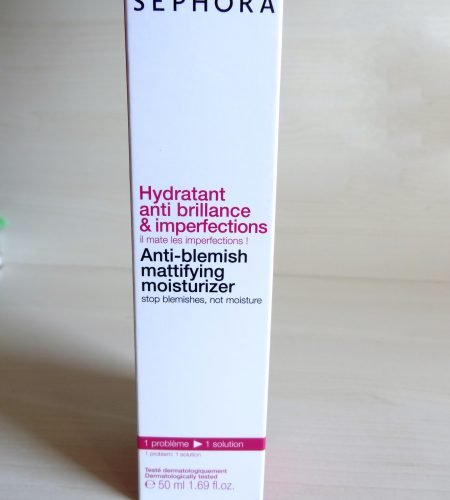 SEPHORA
Hydratant
anti brillance
& imperfections
il mate les imperfections !
Anti-blemish
mattifying
moisturizer
stop blemishes, not moisture
1 problème ▶ 1 solution
1 problem: 1 solution
Testé dermatologiquement
Dermatologically tested
℮ 50 ml 1.69 fl.oz.